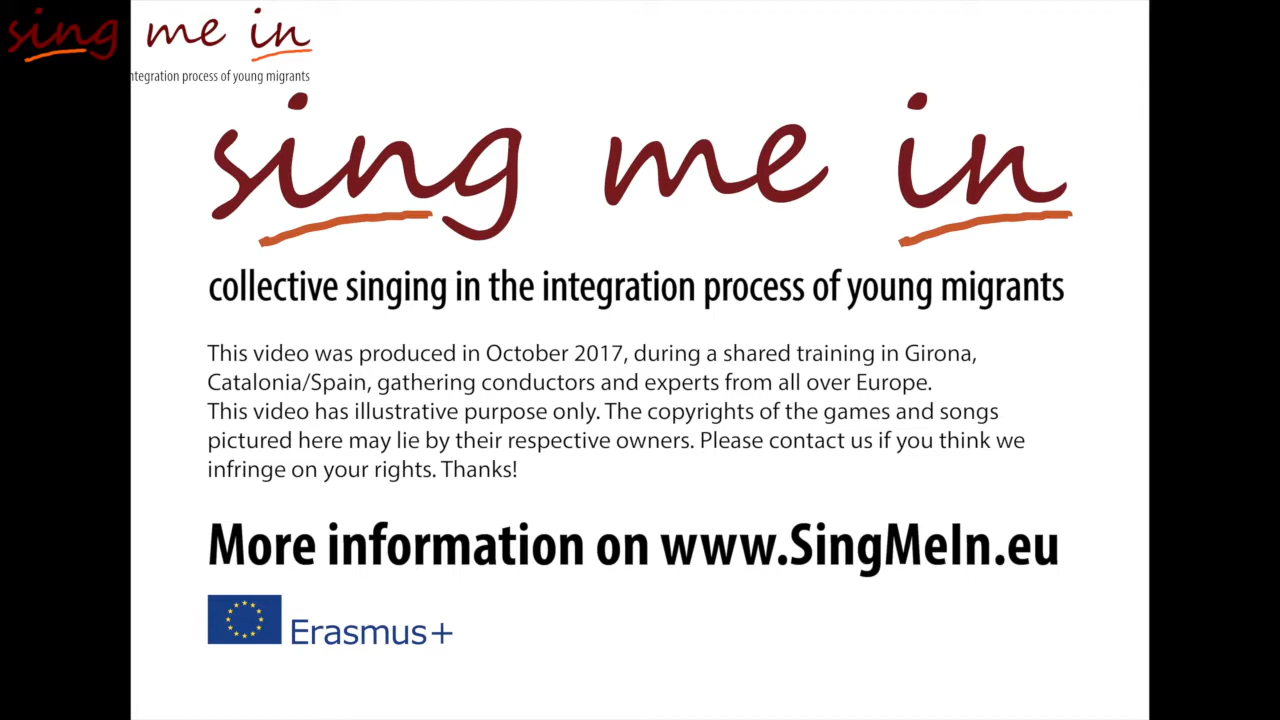 sing me in
integration process of young migrants
sing me in
collective singing in the integration process of young migrants
This video was produced in October 2017, during a shared training in Girona,
Catalonia/Spain, gathering conductors and experts from all over Europe.
This video has illustrative purpose only. The copyrights of the games and songs
pictured here may lie by their respective owners. Please contact us if you think we
infringe on your rights. Thanks!
More information on www.SingMeIn.eu
Erasmus+